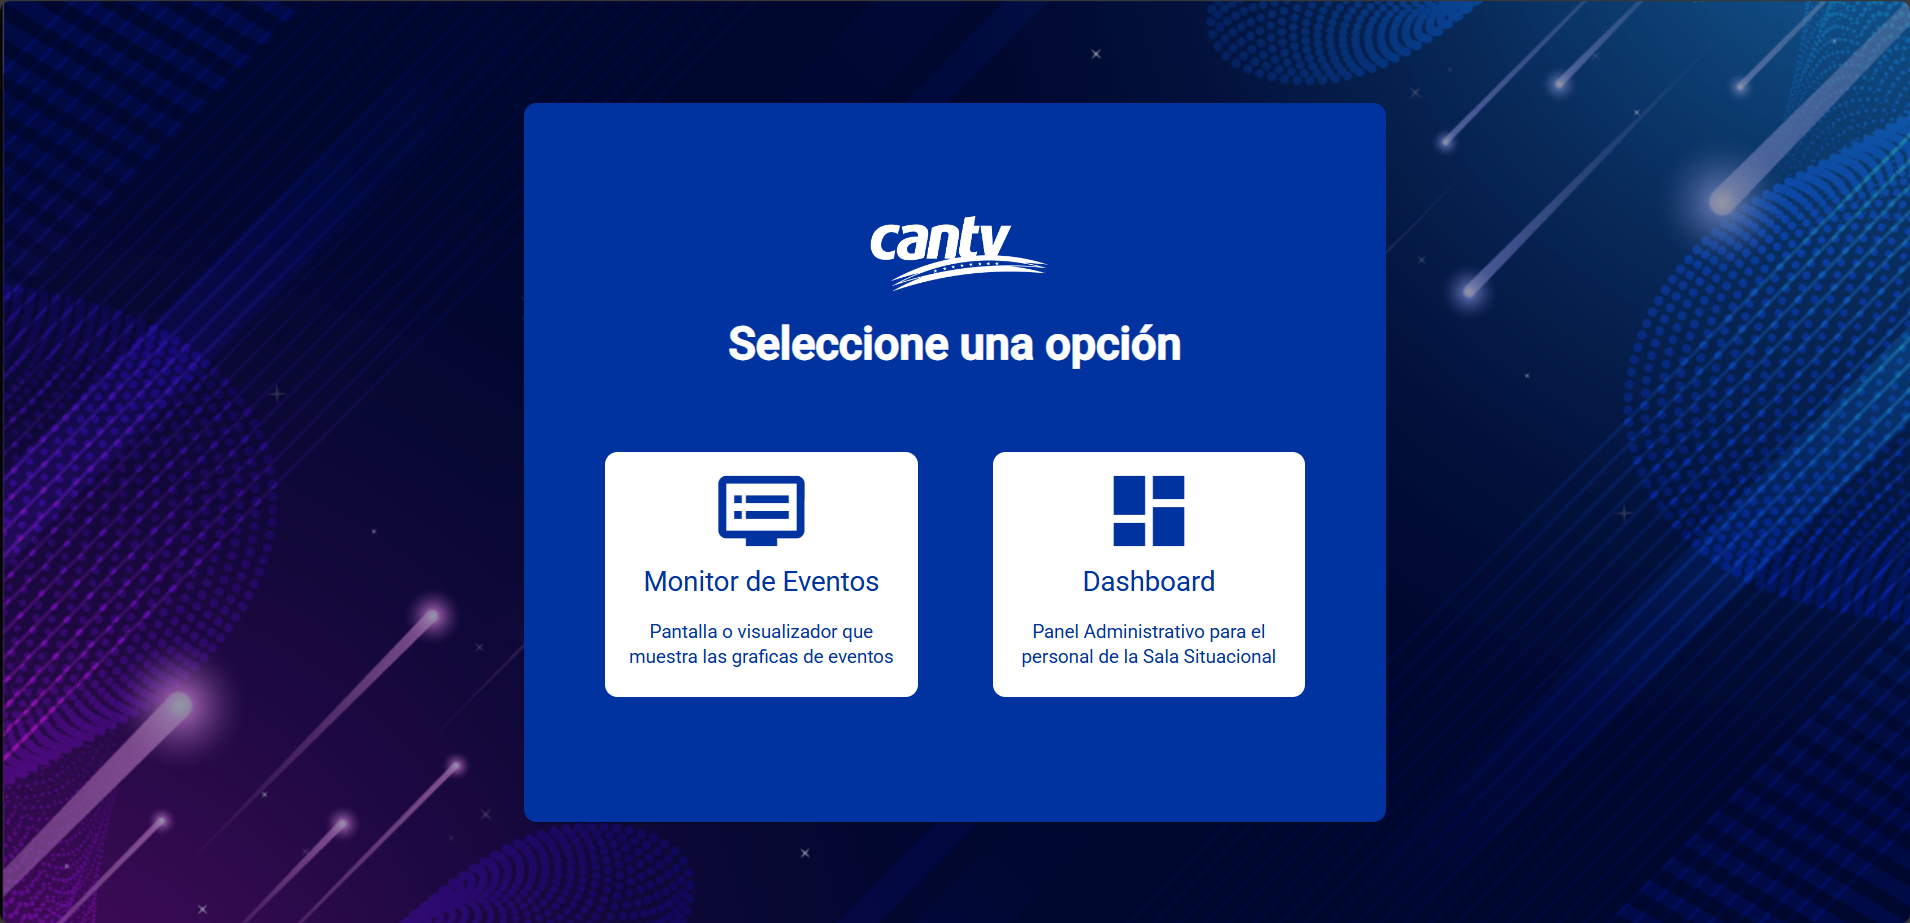 cantv
Seleccione una opción
Monitor de Eventos
Pantalla o visualizador que
muestra las graficas de eventos
Dashboard
Panel Administrativo para el
personal de la Sala Situacional